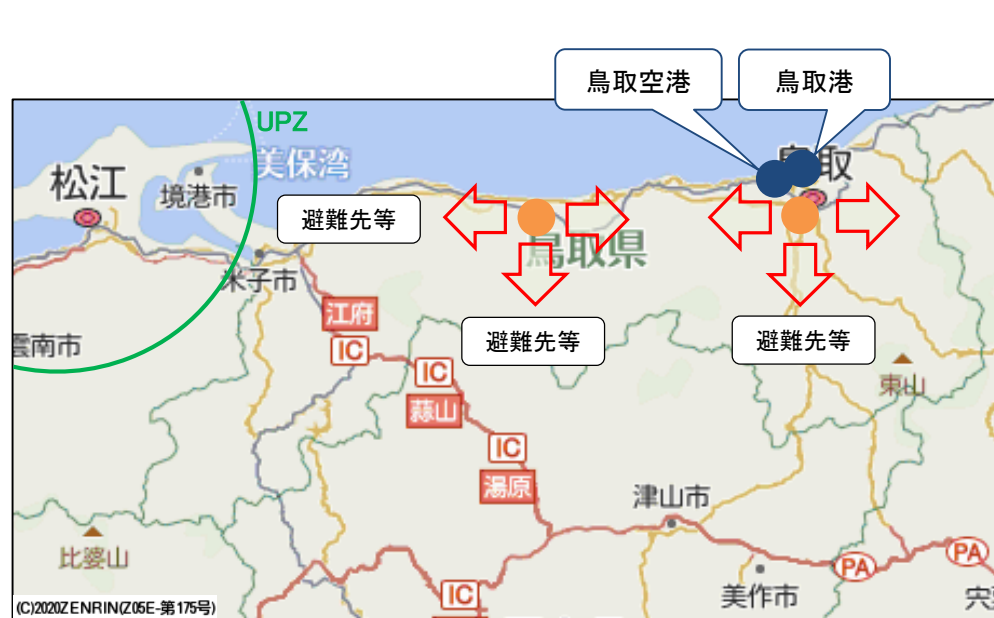 鳥取空港
鳥取港
UPZ
美保湾
松江
境港市
鳥取
避難先等
鳥取県
米子市
江府
IC
雲南市
避難先等
避難先等
IC
蒜山
東山
IC
湯原
津山市
比婆山
PA
PA
IC
美作市
(C)2020ZENRIN(Z05E-第175号)